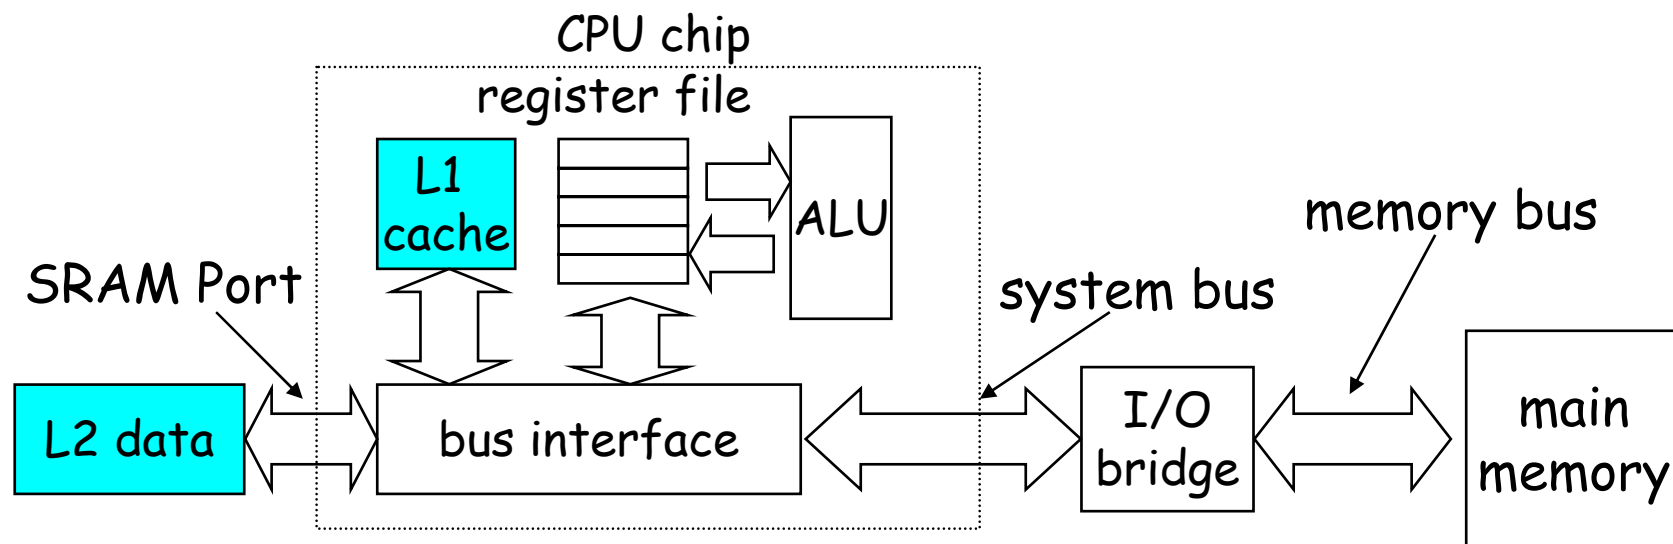 CPU chip
register file
L1
cache
ALU
memory bus
SRAM Port
system bus
L2 data
bus interface
I/O
bridge
main
memory